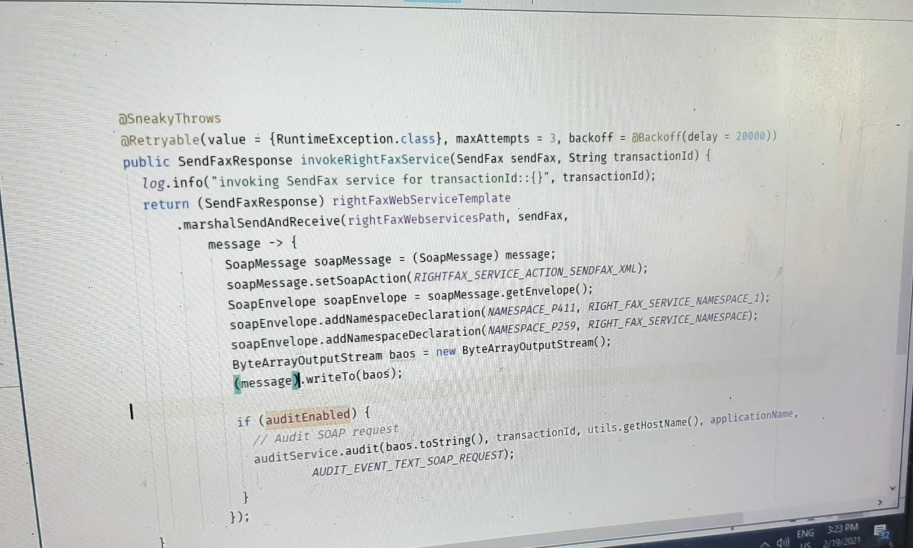 @SneakyThrows
@Retryable(value = {RuntimeException.class}, maxAttempts = 3, backoff = @Backoff(delay = 20000))
public SendFaxResponse invokeRightFaxService(SendFax sendFax, String transactionId) {
log.info("invoking SendFax service for transactionId::{}", transactionId);
return (SendFaxResponse) rightFaxWebServiceTemplate
.marshalSendAndReceive(rightFaxWebservicesPath, sendFax,
message -> {
SoapMessage soapMessage = (SoapMessage) message;
soapMessage.setSoapAction(RIGHTFAX_SERVICE_ACTION_SENDFAX_XML);
SoapEnvelope soapEnvelope = soapMessage.getEnvelope();
soapEnvelope.addNamespaceDeclaration(NAMESPACE_P411, RIGHT_FAX_SERVICE_NAMESPACE_1);
soapEnvelope.addNamespaceDeclaration(NAMESPACE_P259, RIGHT_FAX_SERVICE_NAMESPACE);
ByteArrayOutputStream baos = new ByteArrayOutputStream();
(message).writeTo(baos);
if (auditEnabled) {
// Audit SOAP request
auditService.audit(baos.toString(), transactionId, utils.getHostName(), applicationName,
AUDIT_EVENT_TEXT_SOAP_REQUEST);
}
});
}
ENG 3:23 PM
US 2/19/2021